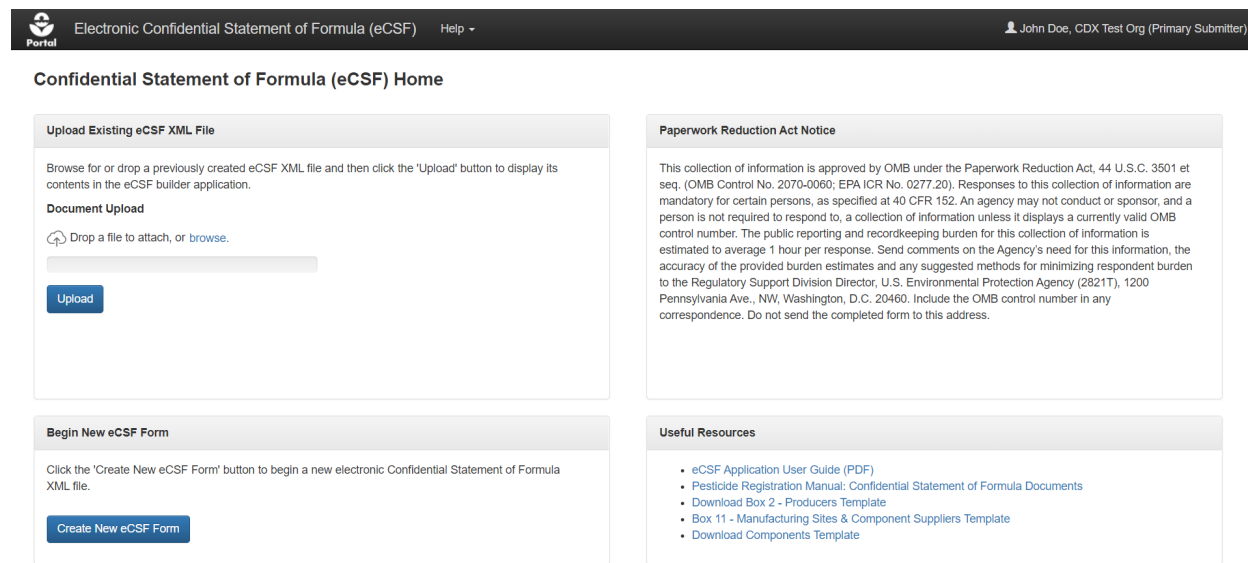 Portal
Electronic Confidential Statement of Formula (eCSF)
Help
John Doe, CDX Test Org (Primary Submitter)
Confidential Statement of Formula (eCSF) Home
Upload Existing eCSF XML File
Browse for or drop a previously created eCSF XML file and then click the 'Upload' button to display its
contents in the eCSF builder application.
Document Upload
Drop a file to attach, or browse.
Upload
Paperwork Reduction Act Notice
This collection of information is approved by OMB under the Paperwork Reduction Act, 44 U.S.C. 3501 et
seq. (OMB Control No. 2070-0060; EPA ICR No. 0277.20). Responses to this collection of information are
mandatory for certain persons, as specified at 40 CFR 152. An agency may not conduct or sponsor, and a
person is not required to respond to, a collection of information unless it displays a currently valid OMB
control number. The public reporting and recordkeeping burden for this collection of information is
estimated to average 1 hour per response. Send comments on the Agency's need for this information, the
accuracy of the provided burden estimates and any suggested methods for minimizing respondent burden
to the Regulatory Support Division Director, U.S. Environmental Protection Agency (2821T), 1200
Pennsylvania Ave., NW, Washington, D.C. 20460. Include the OMB control number in any
correspondence. Do not send the completed form to this address.
Begin New eCSF Form
Click the 'Create New eCSF Form' button to begin a new electronic Confidential Statement of Formula
XML file.
Create New eCSF Form
Useful Resources
• eCSF Application User Guide (PDF)
• Pesticide Registration Manual: Confidential Statement of Formula Documents
• Download Box 2 - Producers Template
• Box 11 - Manufacturing Sites & Component Suppliers Template
• Download Components Template